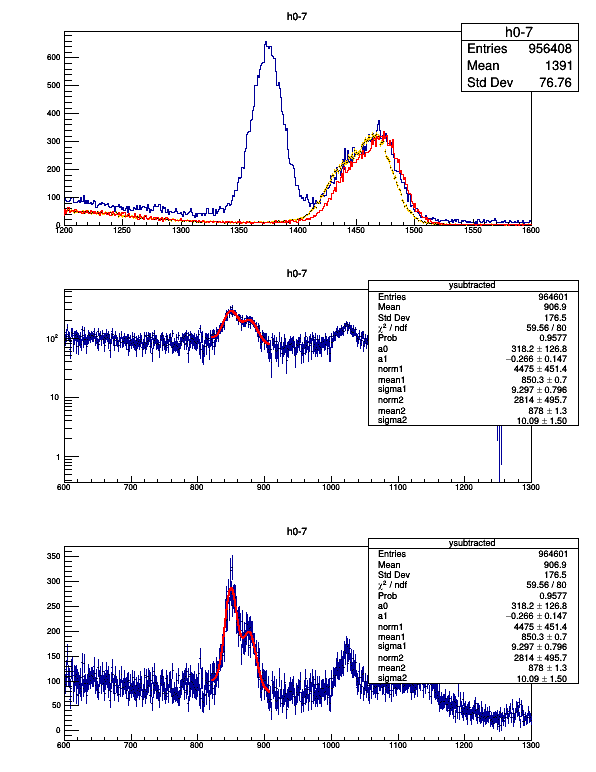 h0-7
h0-7
Entries 956408
Mean 1391
Std Dev 76.76
600
500
400
300
200
100
0
1200 1250 1300 1350 1400 1450 1500 1550 1600
h0-7
ysubtracted
Entries 964601
Mean 906.9
Std Dev 176.5
χ² / ndf 59.56 / 80
Prob 0.9577
a0 318.2 ± 126.8
a1 −0.266 ± 0.147
norm1 4475 ± 451.4
mean1 850.3 ± 0.7
sigma1 9.297 ± 0.796
norm2 2814 ± 495.7
mean2 878 ± 1.3
sigma2 10.09 ± 1.50
10²
10
1
600 700 800 900 1000 1100 1200 1300
h0-7
ysubtracted
Entries 964601
Mean 906.9
Std Dev 176.5
χ² / ndf 59.56 / 80
Prob 0.9577
a0 318.2 ± 126.8
a1 −0.266 ± 0.147
norm1 4475 ± 451.4
mean1 850.3 ± 0.7
sigma1 9.297 ± 0.796
norm2 2814 ± 495.7
mean2 878 ± 1.3
sigma2 10.09 ± 1.50
350
300
250
200
150
100
50
0
600 700 800 900 1000 1100 1200 1300